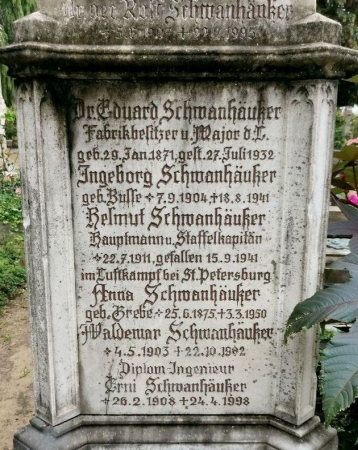 Schwanhäußer
Dr. Eduard Schwanhäußer
Fabrikbesitzer u. Major d. L.
geb. 29. Jan. 1871, gest. 27. Juli 1932
Ingeborg Schwanhäußer
geb. Busse ٭ 7.9.1904 + 18.8.1941
Helmut Schwanhäußer
Hauptmann u. Staffelkapitän
٭ 22.7.1911, gefallen 15.9.1941
im Luftkampf bei St. Petersburg
Anna Schwanhäußer
geb. Grebe ٭ 25.6.1875 + 3.3.1950
Waldemar Schwanhäußer
٭ 4.5.1903 + 22.10.1982
Diplom Ingenieur
Erni Schwanhäußer
٭ 26.2.1908 + 24.4.1998